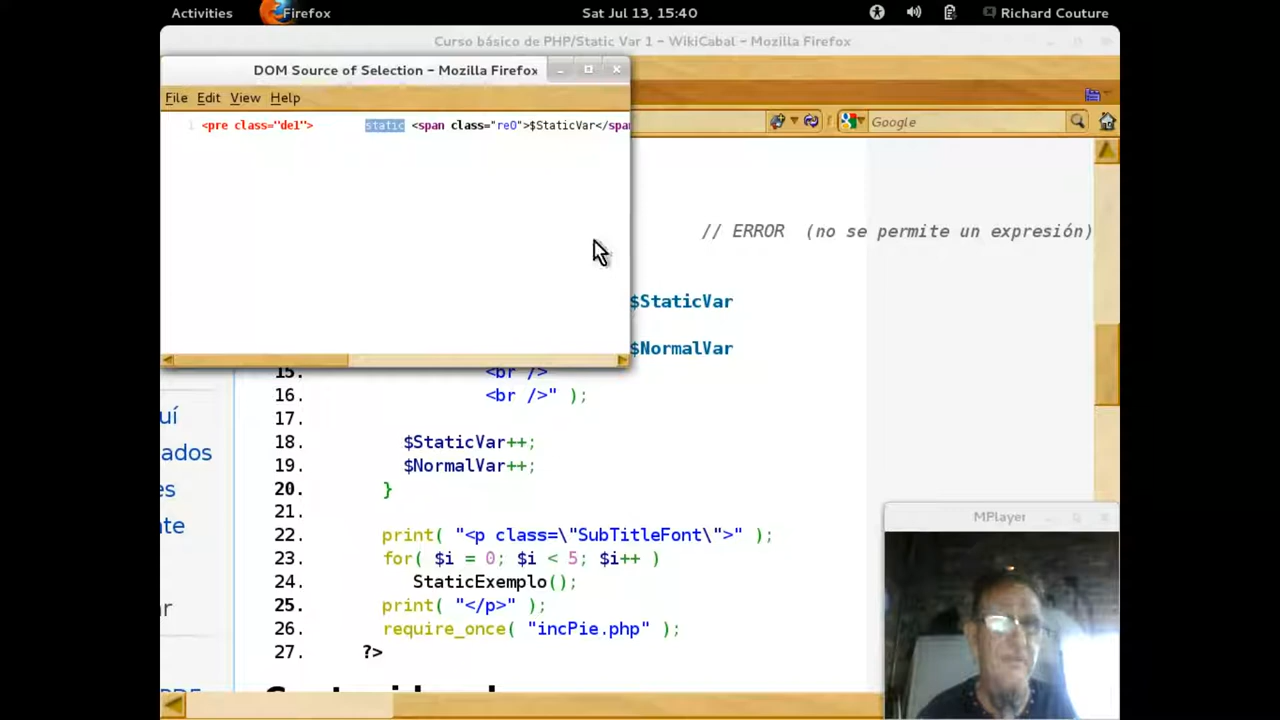 Activities Firefox Sat Jul 13, 15:40 Richard Couture
Curso básico de PHP/Static Var 1 – WikiCabal – Mozilla Firefox
DOM Source of Selection – Mozilla Firefox
File Edit View Help
Google
1 <pre class="de1"> static <span class="re0">$StaticVar</span
// ERROR (no se permite un expresión)
$StaticVar
$NormalVar
15. <br />
16. <br />" );
17.
18. $StaticVar++;
19. $NormalVar++;
20. }
21.
22. print( "<p class=\"SubTitleFont\">" );
23. for( $i = 0; $i < 5; $i++ )
24. StaticExemplo();
25. print( "</p>" );
26. require_once( "incPie.php" );
27. ?>
uí
ados
es
nte
ar
MPlayer